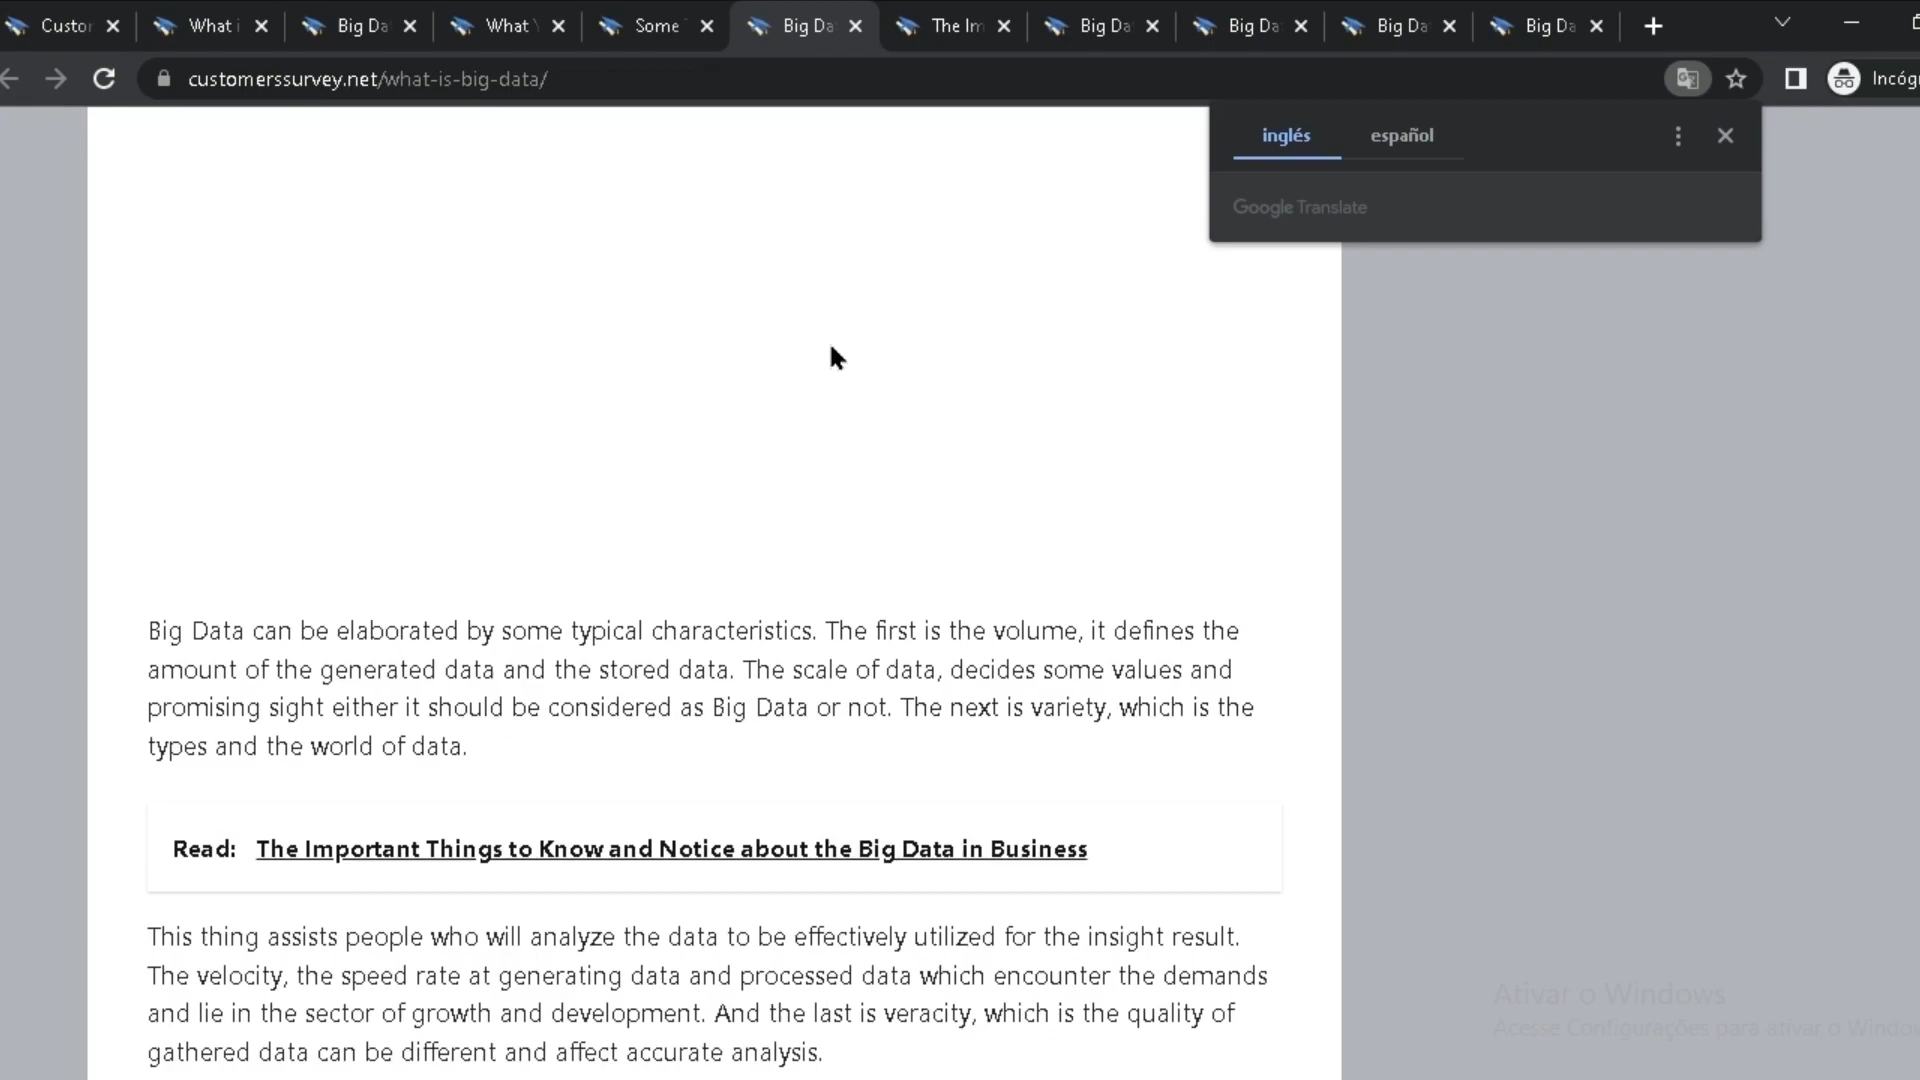 Custor
What i
Big Da
What
Some
Big Da
The Im
Big Da
Big Da
Big Da
Big Da
customerssurvey.net/what-is-big-data/
Incóg
inglés español
Google Translate
Big Data can be elaborated by some typical characteristics. The first is the volume, it defines the
amount of the generated data and the stored data. The scale of data, decides some values and
promising sight either it should be considered as Big Data or not. The next is variety, which is the
types and the world of data.
Read: The Important Things to Know and Notice about the Big Data in Business
This thing assists people who will analyze the data to be effectively utilized for the insight result.
The velocity, the speed rate at generating data and processed data which encounter the demands
and lie in the sector of growth and development. And the last is veracity, which is the quality of
gathered data can be different and affect accurate analysis.
Ativar o Windows
Acesse Configurações para ativar o Windows